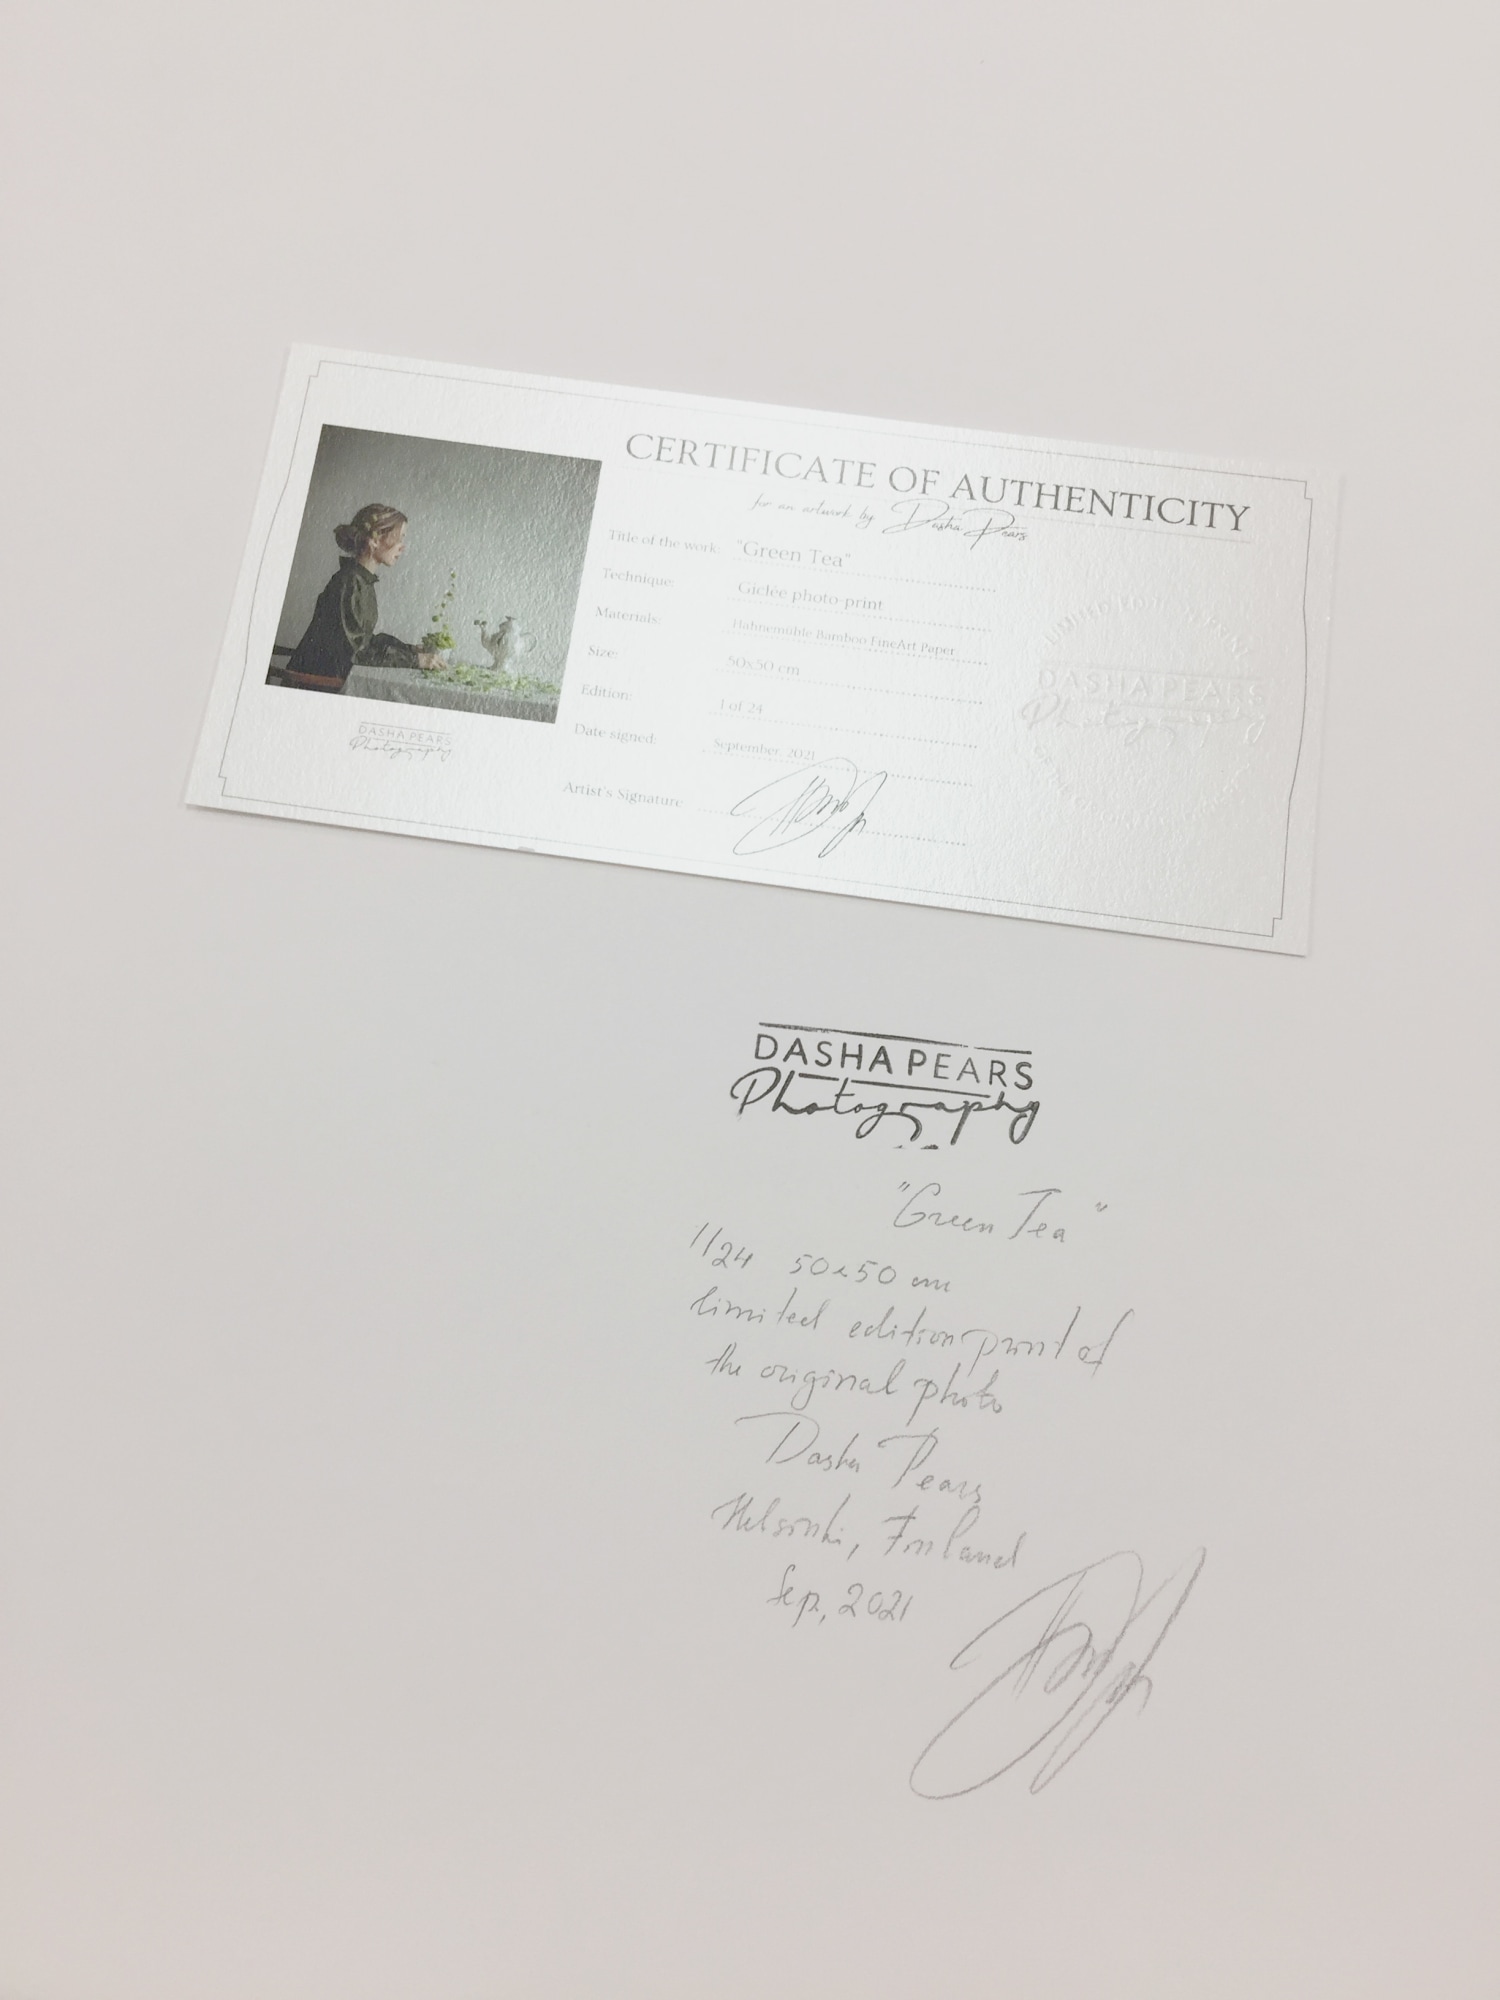 CERTIFICATE OF AUTHENTICITY
for an artwork by Dasha Pears
Title of the work: "Green Tea"
Technique: Giclée photo-print
Materials: Hahnemühle Bamboo FineArt Paper
Size: 50x50 cm
Edition: 1 of 24
Date signed: September, 2021
Artist's Signature
DASHA PEARS
Photography
LIMITED
DASHA PEARS
Photography
DASHA PEARS
Photography
"Green Tea"
1/24 50x50 cm
limited edition print of
the original photo
Dasha Pears
Helsinki, Finland
Sep, 2021